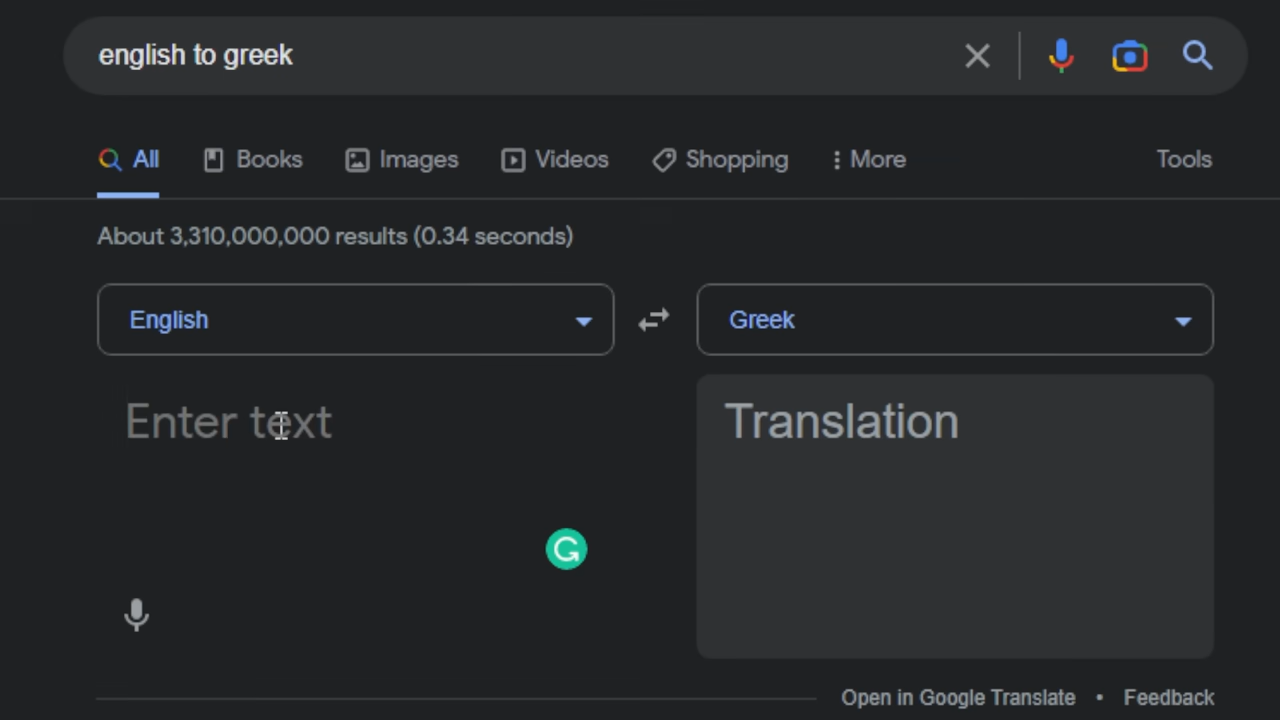 english to greek
All Books Images Videos Shopping More Tools
About 3,310,000,000 results (0.34 seconds)
English Greek
Enter text Translation
Open in Google Translate • Feedback